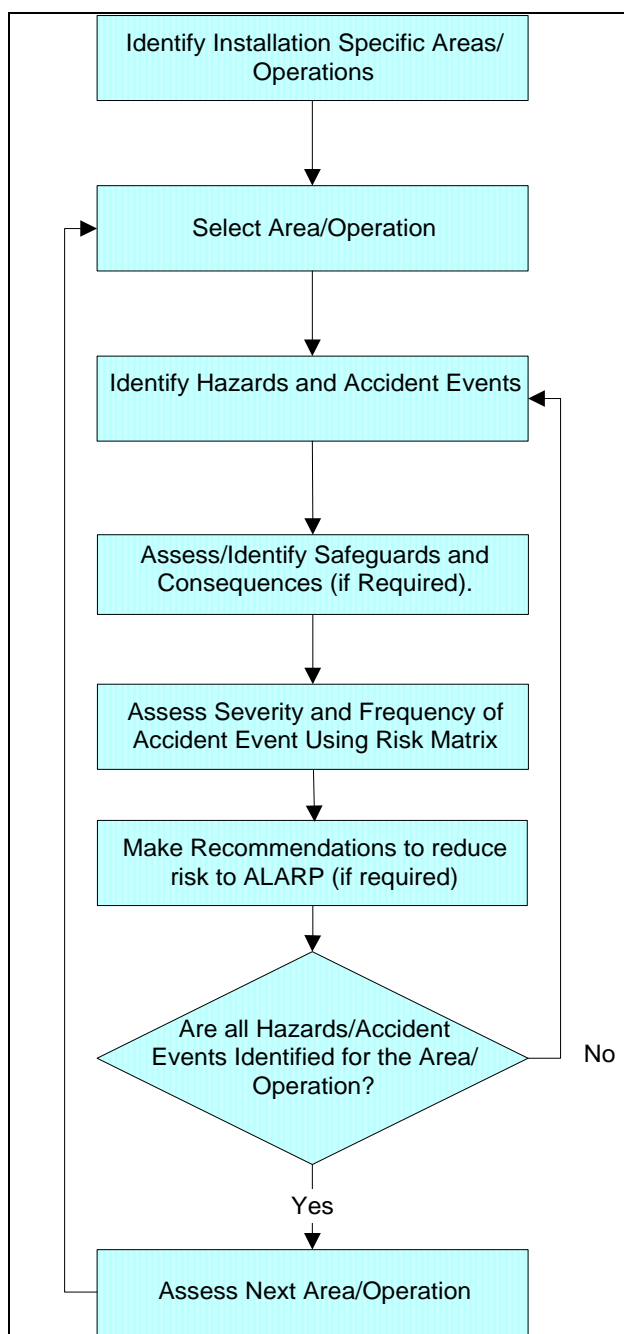 Identify Installation Specific Areas/
Operations
Select Area/Operation
Identify Hazards and Accident Events
Assess/Identify Safeguards and
Consequences (if Required).
Assess Severity and Frequency of
Accident Event Using Risk Matrix
Make Recommendations to reduce
risk to ALARP (if required)
Are all Hazards/Accident
Events Identified for the Area/
Operation?
No
Yes
Assess Next Area/Operation